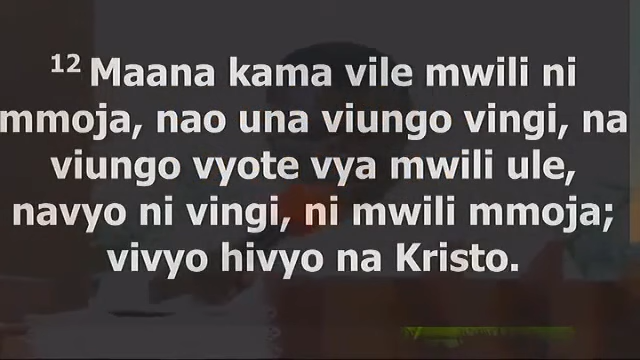 12 Maana kama vile mwili ni
mmoja, nao una viungo vingi, na
viungo vyote vya mwili ule,
navyo ni vingi, ni mwili mmoja;
vivyo hivyo na Kristo.